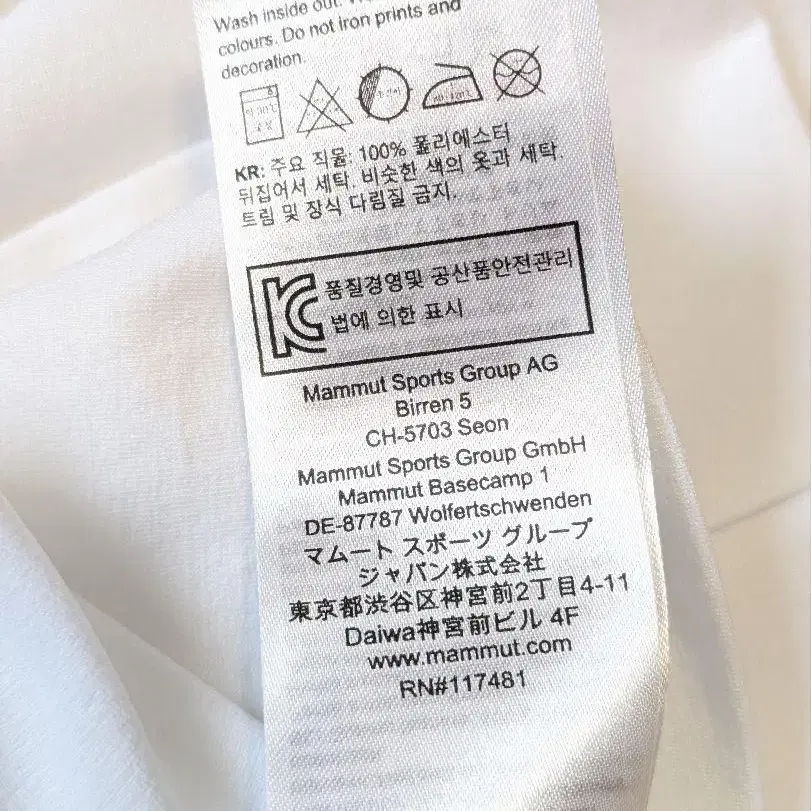 Wash inside out.
colours. Do not iron prints and
decoration.
KR: 주요 직물: 100% 폴리에스터
뒤집어서 세탁. 비슷한 색의 옷과 세탁.
트림 및 장식 다림질 금지.
품질경영및 공산품안전관리
법에 의한 표시
Mammut Sports Group AG
Birren 5
CH-5703 Seon
Mammut Sports Group GmbH
Mammut Basecamp 1
DE-87787 Wolfertschwenden
マムート スポーツ グループ
ジャパン株式会社
東京都渋谷区神宮前2丁目4-11
Daiwa神宮前ビル 4F
www.mammut.com
RN#117481